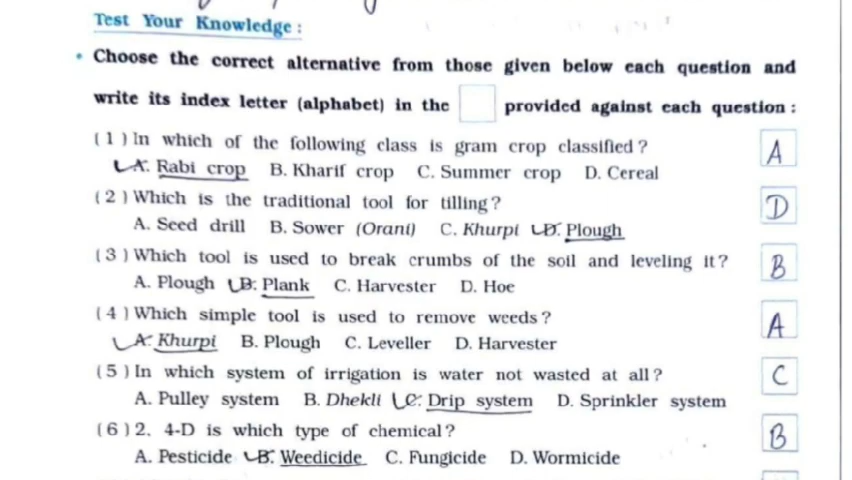 Test Your Knowledge :
• Choose the correct alternative from those given below each question and
write its index letter (alphabet) in the provided against each question :
(1) In which of the following class is gram crop classified? A
A. Rabi crop B. Kharif crop C. Summer crop D. Cereal
(2) Which is the traditional tool for tilling? D
A. Seed drill B. Sower (Orani) C. Khurpi D. Plough
(3) Which tool is used to break crumbs of the soil and leveling it? B
A. Plough B. Plank C. Harvester D. Hoe
(4) Which simple tool is used to remove weeds? A
A. Khurpi B. Plough C. Leveller D. Harvester
(5) In which system of irrigation is water not wasted at all? C
A. Pulley system B. Dhekli C. Drip system D. Sprinkler system
(6) 2, 4-D is which type of chemical? B
A. Pesticide B. Weedicide C. Fungicide D. Wormicide